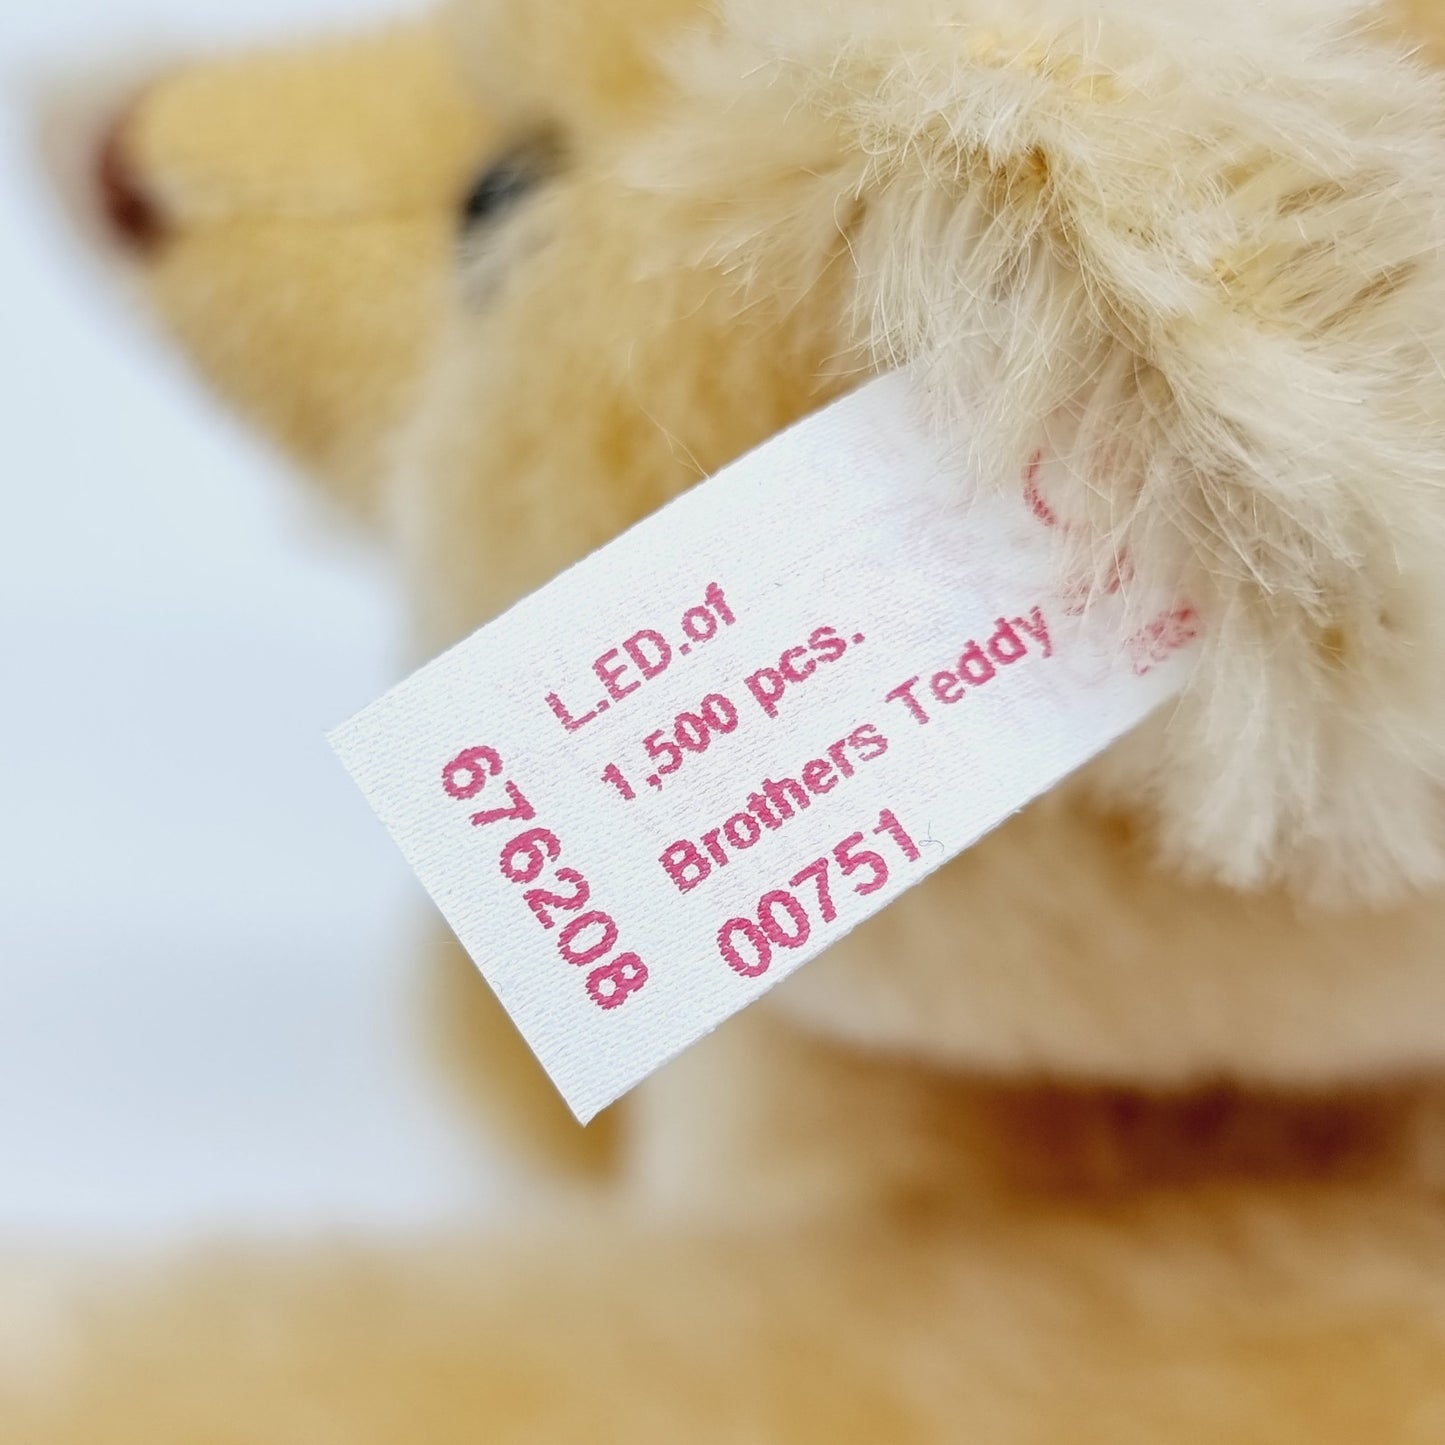 L.ED.of
1,500 pcs.
Brothers Teddy
00751
676208